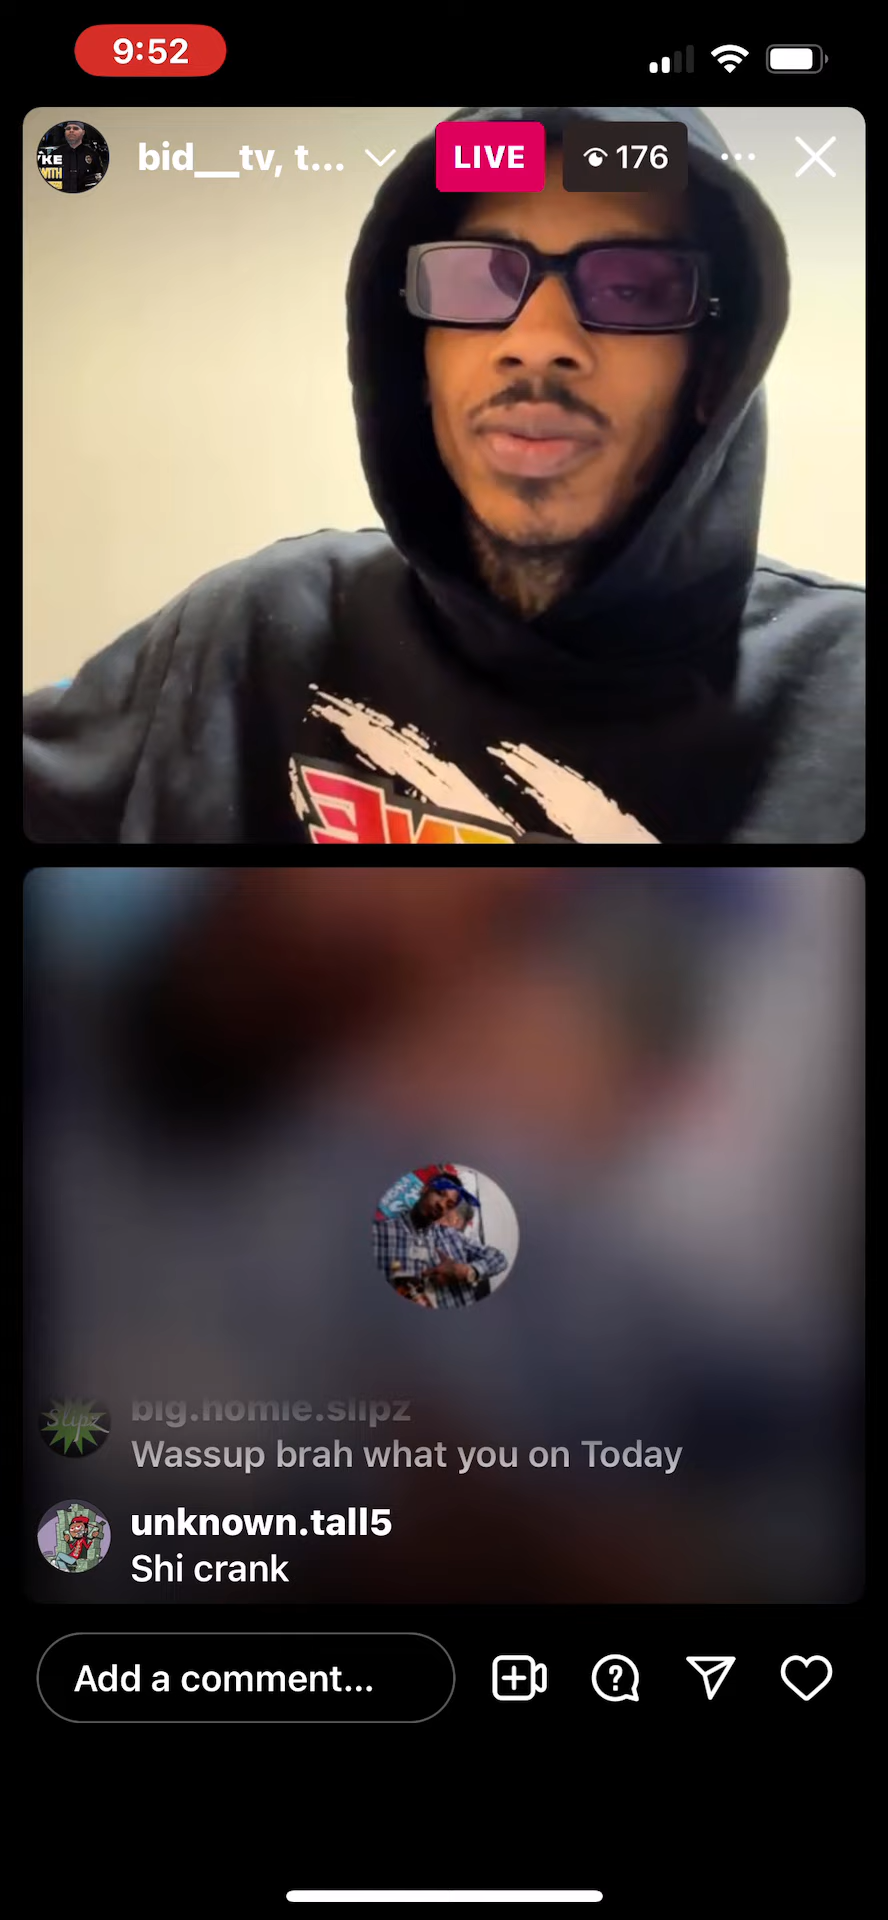 9:52
bid__tv, t...
LIVE
176
big.homie.slipz
Wassup brah what you on Today
unknown.tall5
Shi crank
Add a comment...